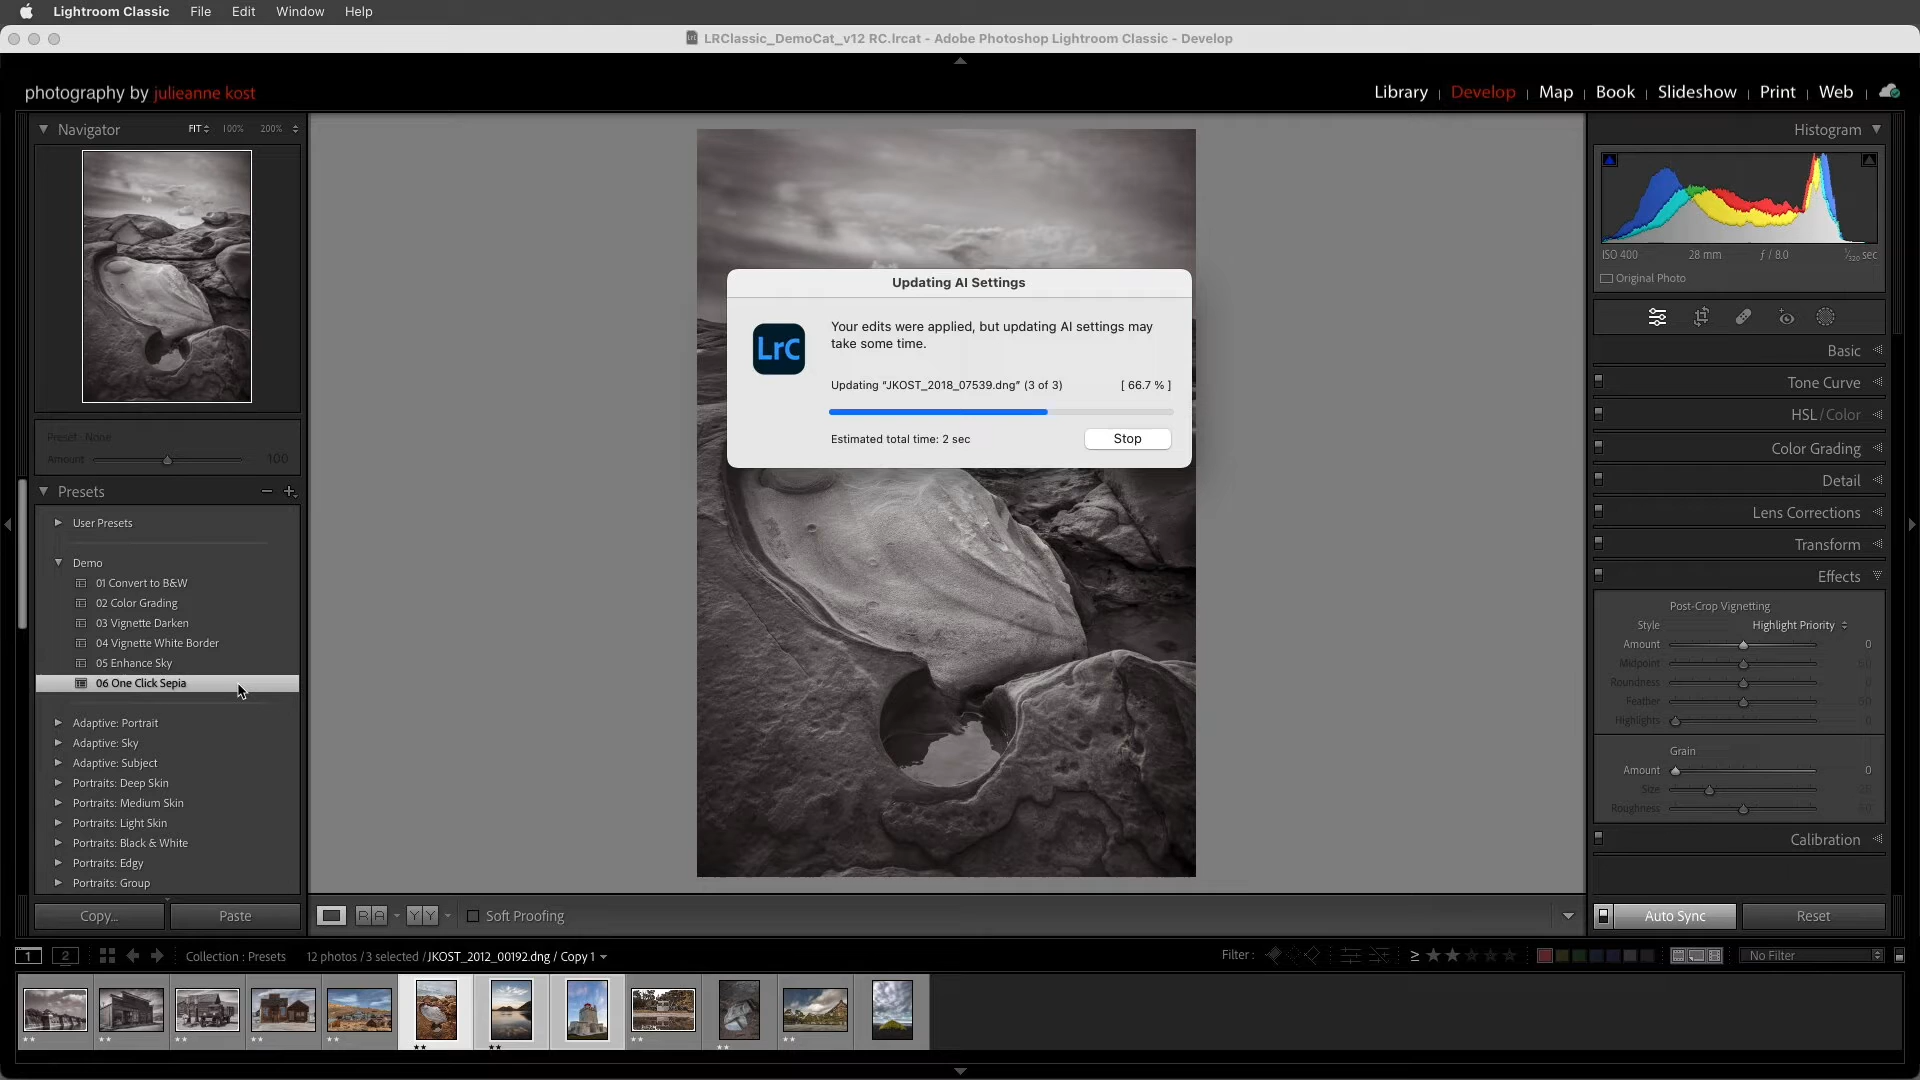 Lightroom Classic File Edit Window Help
LRClassic_DemoCat_v12 RC.lrcat - Adobe Photoshop Lightroom Classic - Develop
photography by julieanne kost
Library | Develop | Map | Book | Slideshow | Print | Web |
Navigator FIT 100% 200%
Preset: None
Amount 100
Presets
User Presets
Demo
01 Convert to B&W
02 Color Grading
03 Vignette Darken
04 Vignette White Border
05 Enhance Sky
06 One Click Sepia
Adaptive: Portrait
Adaptive: Sky
Adaptive: Subject
Portraits: Deep Skin
Portraits: Medium Skin
Portraits: Light Skin
Portraits: Black & White
Portraits: Edgy
Portraits: Group
Copy... Paste
Updating AI Settings
LrC
Your edits were applied, but updating AI settings may
take some time.
Updating "JKOST_2018_07539.dng" (3 of 3) [ 66.7 % ]
Estimated total time: 2 sec
Stop
Histogram
ISO 400 28 mm ƒ / 8.0 1/320 sec
Original Photo
Basic
Tone Curve
HSL / Color
Color Grading
Detail
Lens Corrections
Transform
Effects
Post-Crop Vignetting
Style Highlight Priority
Amount 0
Midpoint
Roundness
Feather
Highlights
Grain
Amount 0
Size
Roughness
Calibration
R A Y Y Soft Proofing
Auto Sync Reset
1 2 Collection : Presets 12 photos / 3 selected / JKOST_2012_00192.dng / Copy 1
Filter : ≥ ★★★★★ No Filter